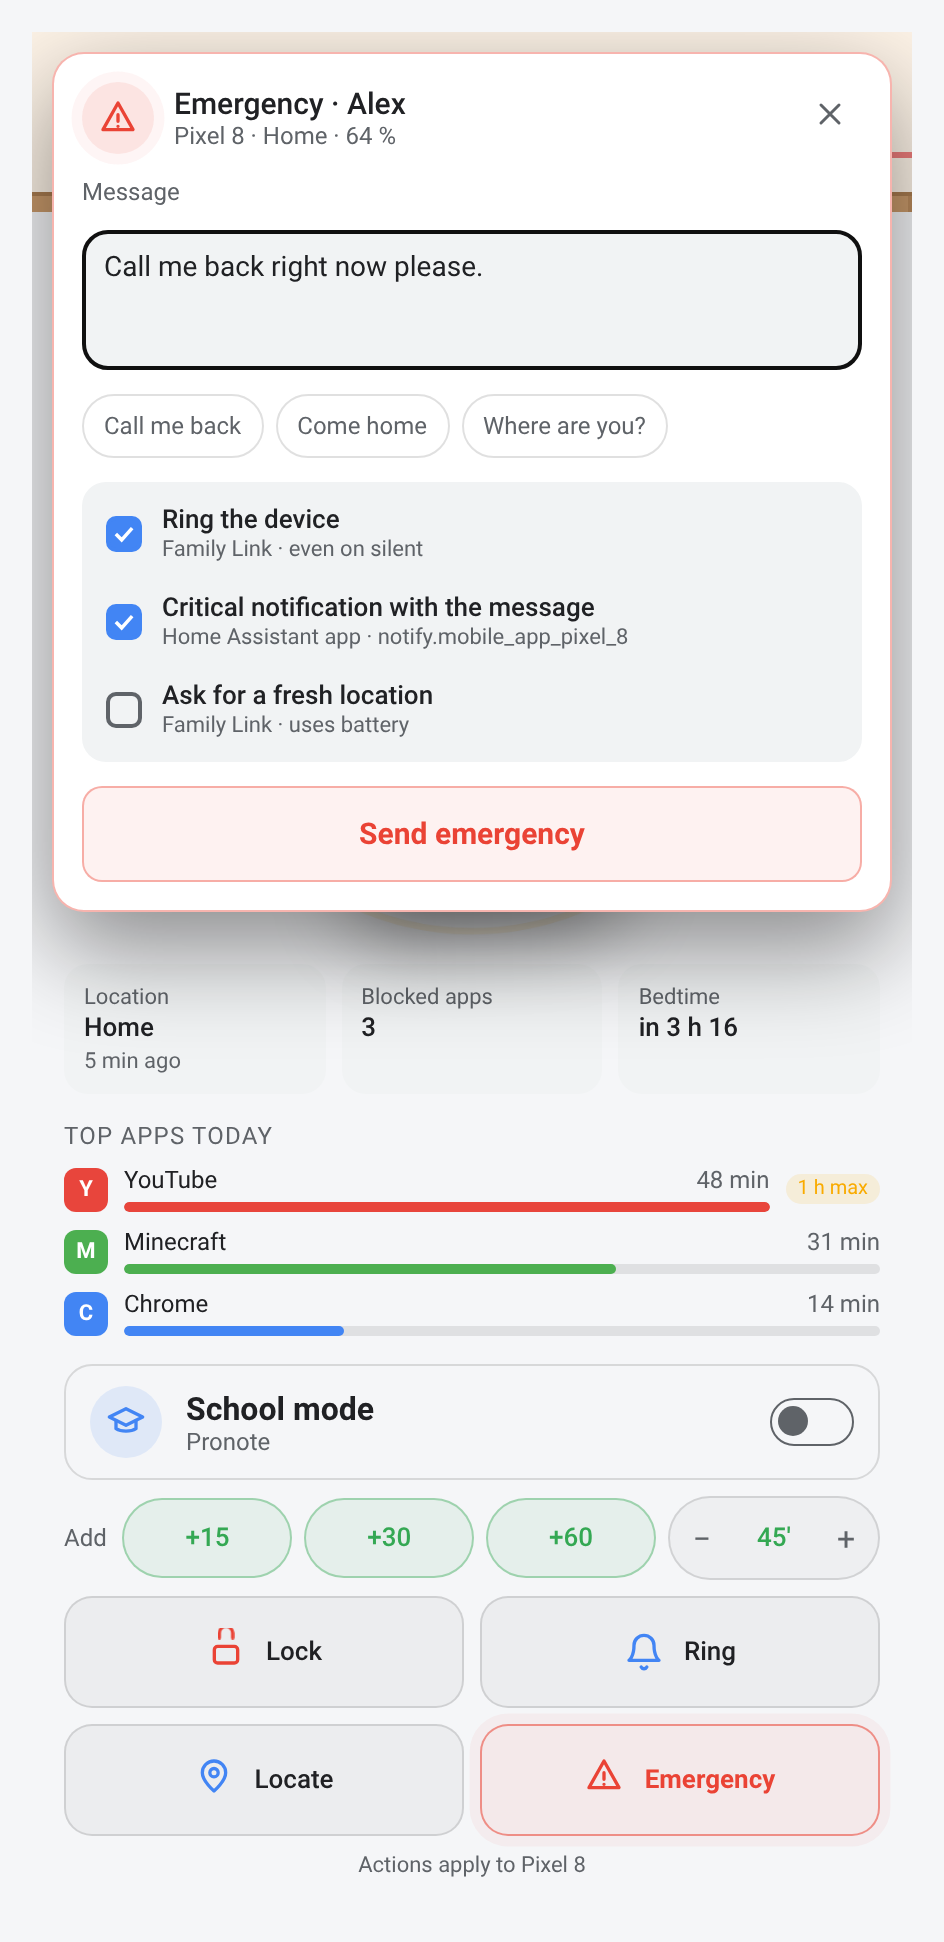 Emergency · Alex
Pixel 8 · Home · 64 %
Message
Call me back right now please.
Call me back
Come home
Where are you?
Ring the device
Family Link · even on silent
Critical notification with the message
Home Assistant app · notify.mobile_app_pixel_8
Ask for a fresh location
Family Link · uses battery
Send emergency
Location
Home
5 min ago
Blocked apps
3
Bedtime
in 3 h 16
TOP APPS TODAY
Y YouTube 48 min 1 h max
M Minecraft 31 min
C Chrome 14 min
School mode
Pronote
Add +15 +30 +60 − 45' +
Lock
Ring
Locate
Emergency
Actions apply to Pixel 8